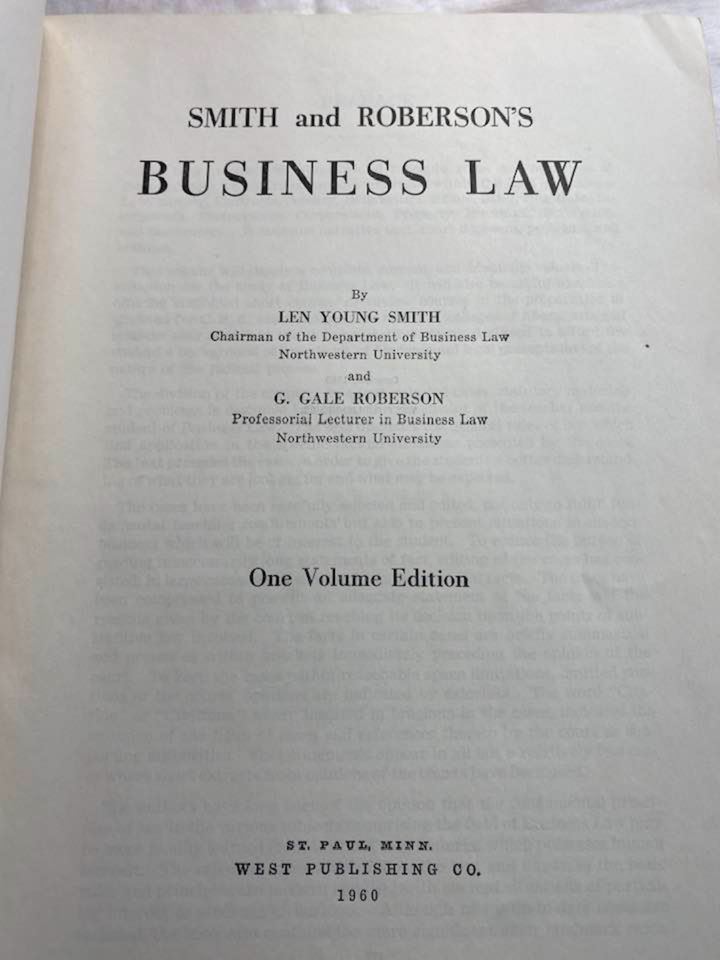 SMITH and ROBERSON'S
BUSINESS LAW
By
LEN YOUNG SMITH
Chairman of the Department of Business Law
Northwestern University
and
G. GALE ROBERSON
Professorial Lecturer in Business Law
Northwestern University
One Volume Edition
ST. PAUL, MINN.
WEST PUBLISHING CO.
1960